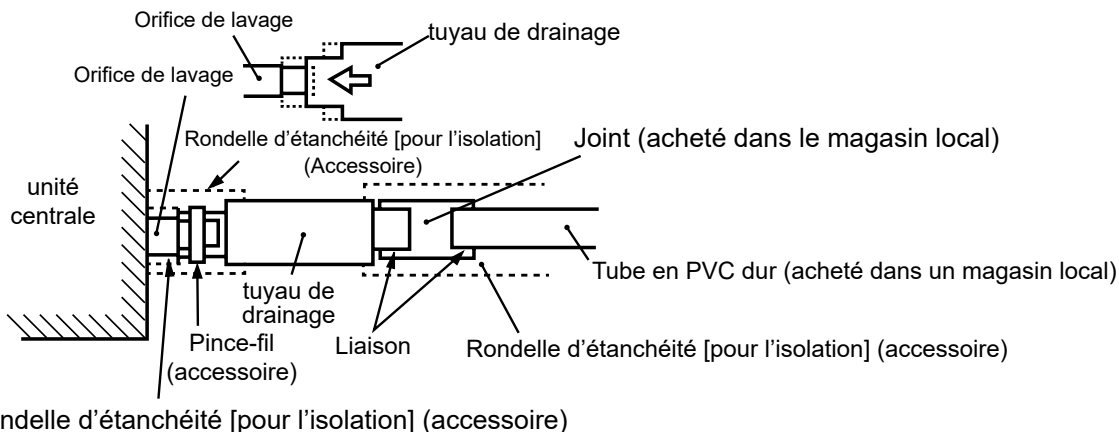 Orifice de lavage
tuyau de drainage
Orifice de lavage
Rondelle d’étanchéité [pour l’isolation]
(Accessoire)
Joint (acheté dans le magasin local)
unité
centrale
Tube en PVC dur (acheté dans un magasin local)
tuyau de
drainage
Pince-fil
(accessoire)
Liaison
Rondelle d’étanchéité [pour l’isolation] (accessoire)
ndelle d’étanchéité [pour l’isolation] (accessoire)